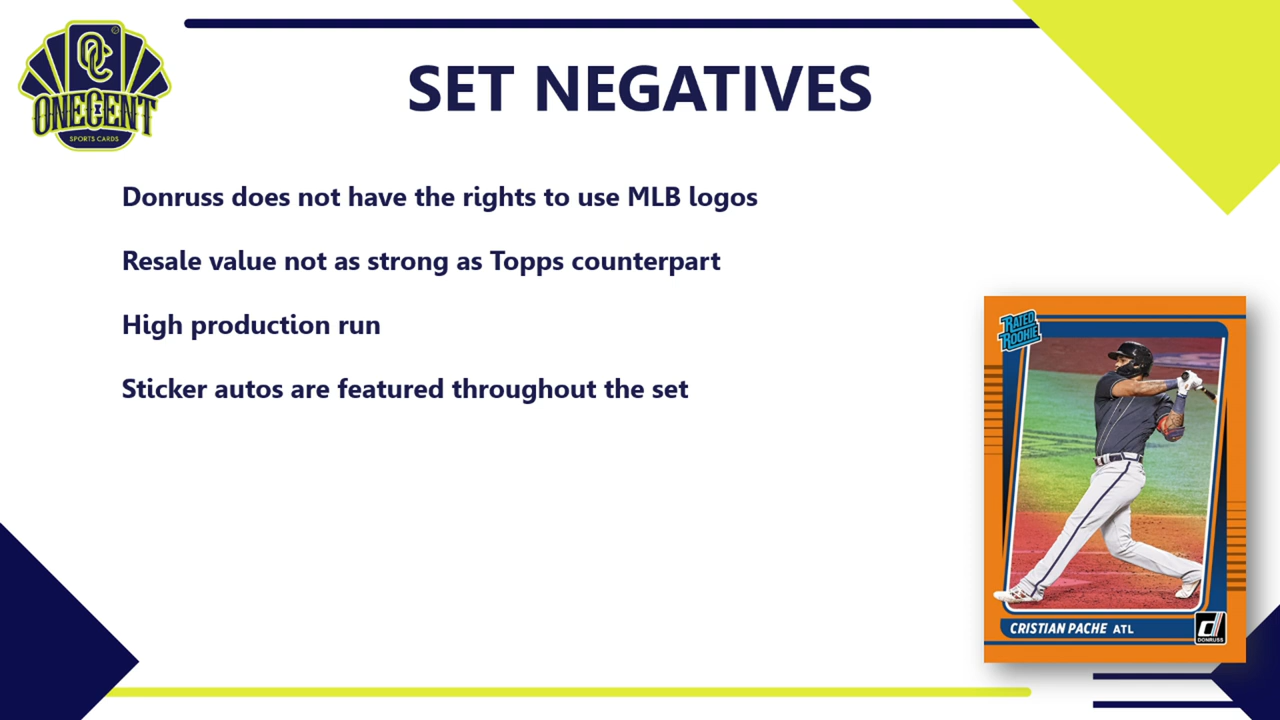 OC
ONECENT
SPORTS CARDS
SET NEGATIVES
Donruss does not have the rights to use MLB logos
Resale value not as strong as Topps counterpart
High production run
Sticker autos are featured throughout the set
RATED
ROOKIE
CRISTIAN PACHE ATL
d
DONRUSS